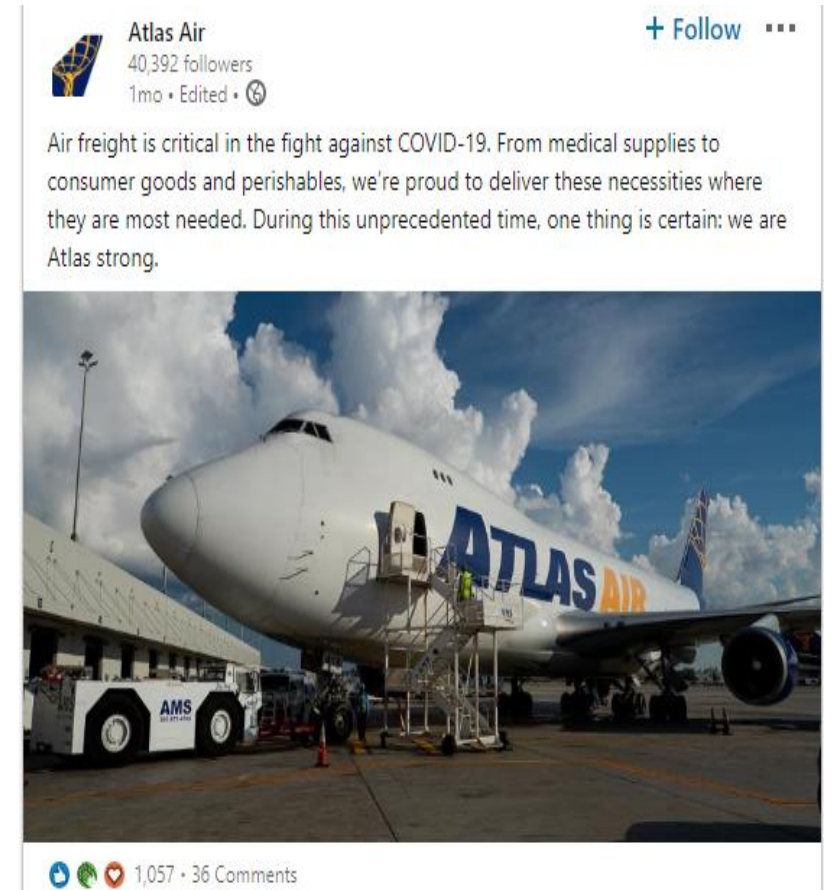 Atlas Air
+ Follow
40,392 followers
1mo • Edited •
Air freight is critical in the fight against COVID-19. From medical supplies to
consumer goods and perishables, we're proud to deliver these necessities where
they are most needed. During this unprecedented time, one thing is certain: we are
Atlas strong.
ATLAS AIR
AMS
1,057 • 36 Comments